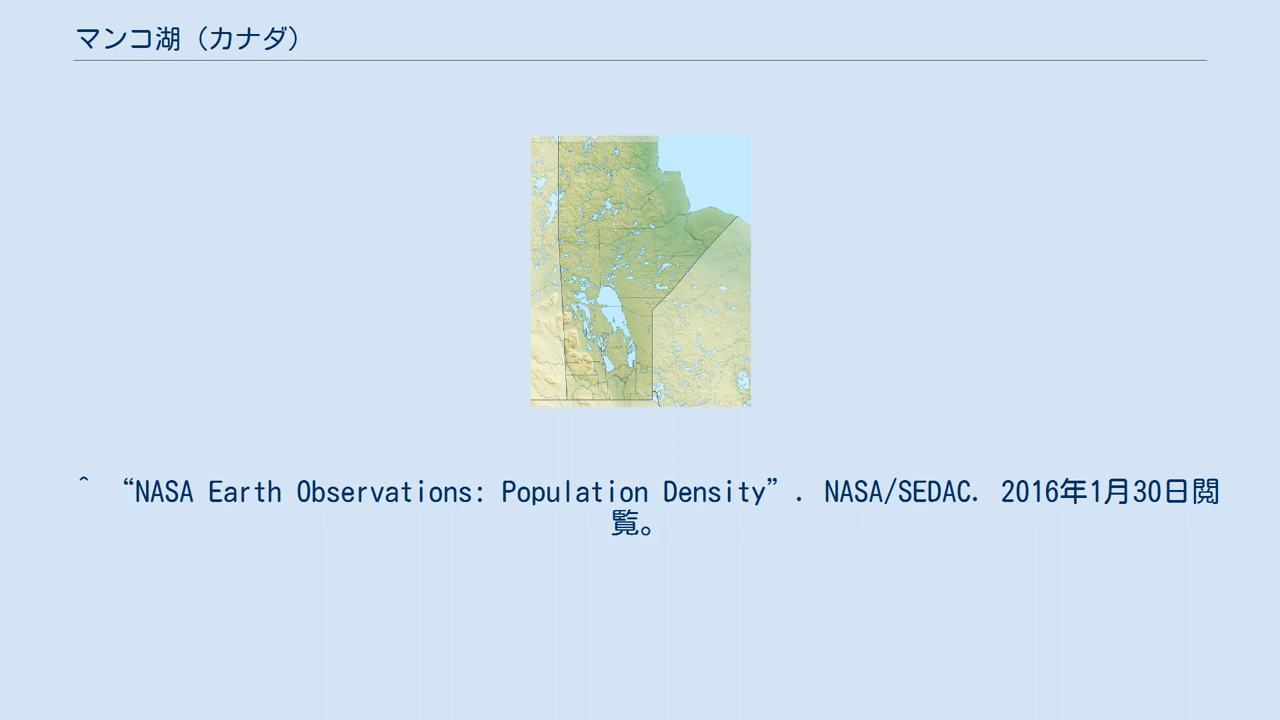 マンコ湖（カナダ）
^ “NASA Earth Observations: Population Density”. NASA/SEDAC. 2016年1月30日閲
覧。